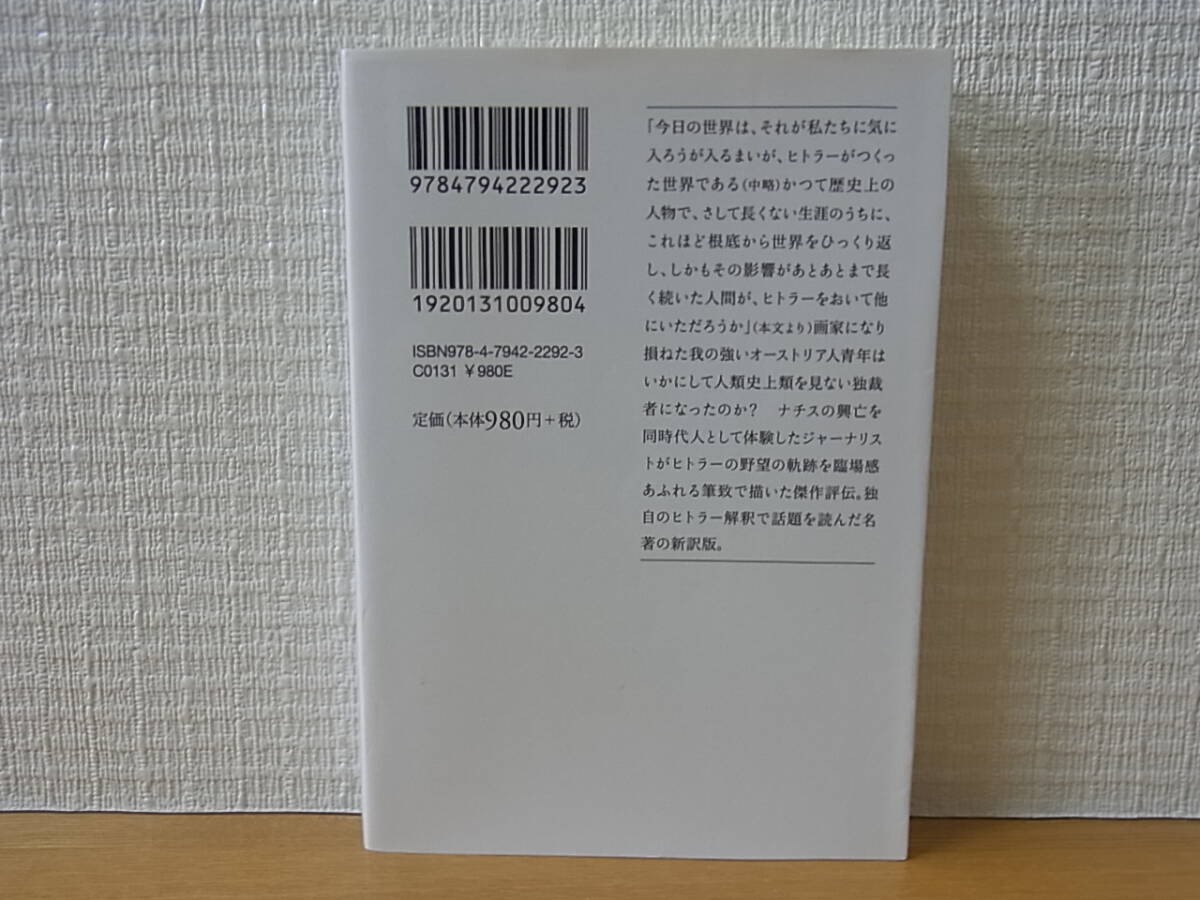 9784794222923
1920131009804
ISBN978-4-7942-2292-3
C0131 ¥980E
定価(本体980円+税)
「今日の世界は、それが私たちに気に
入ろうが入るまいが、ヒトラーがつくっ
た世界である(中略)かつて歴史上の
人物で、さして長くない生涯のうちに、
これほど根底から世界をひっくり返
し、しかもその影響があとあとまで長
く続いた人間が、ヒトラーをおいて他
にいただろうか」(本文より)画家になり
損ねた我の強いオーストリア人青年は
いかにして人類史上類を見ない独裁
者になったのか? ナチスの興亡を
同時代人として体験したジャーナリス
トがヒトラーの野望の軌跡を臨場感
あふれる筆致で描いた傑作評伝。独
自のヒトラー解釈で話題を読んだ名
著の新訳版。